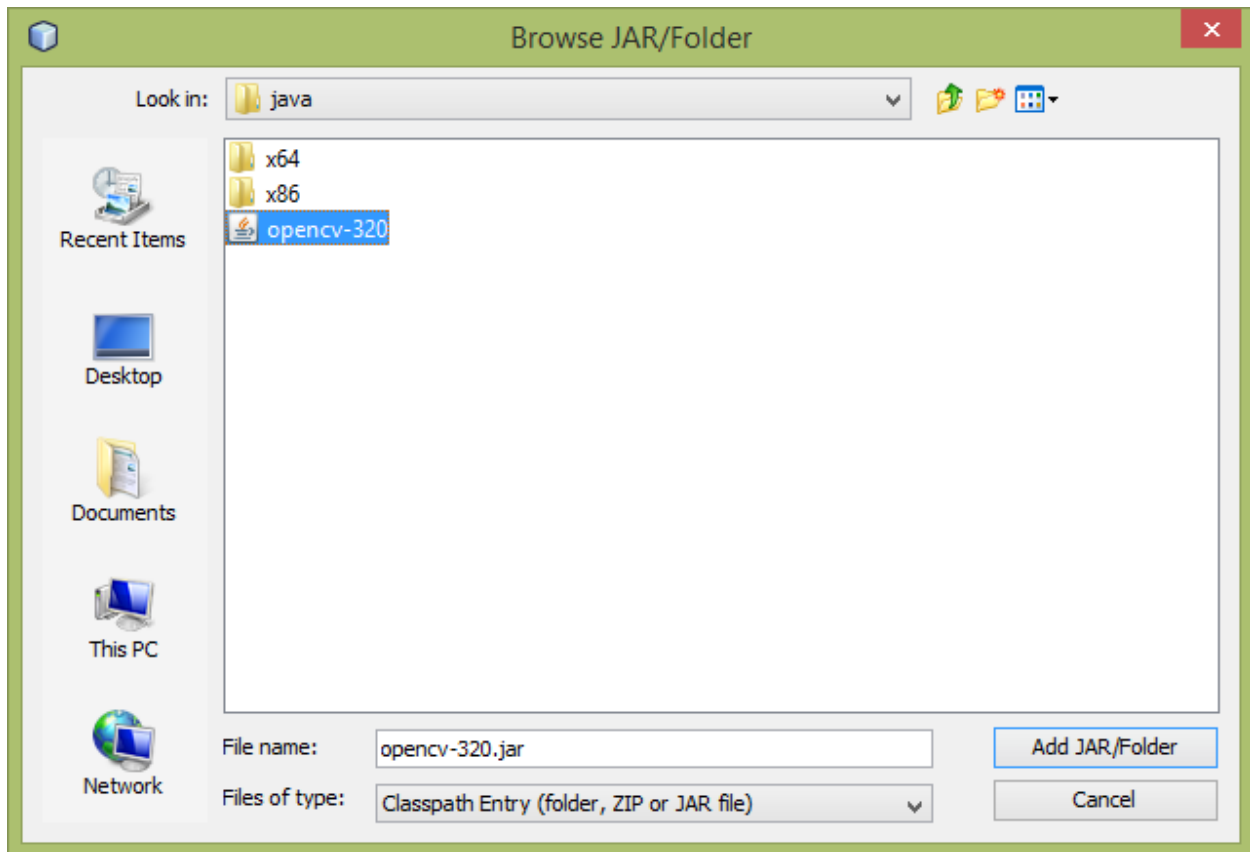 Browse JAR/Folder
Look in: java
x64
x86
opencv-320
Recent Items
Desktop
Documents
This PC
Network
File name: opencv-320.jar Add JAR/Folder
Files of type: Classpath Entry (folder, ZIP or JAR file) Cancel